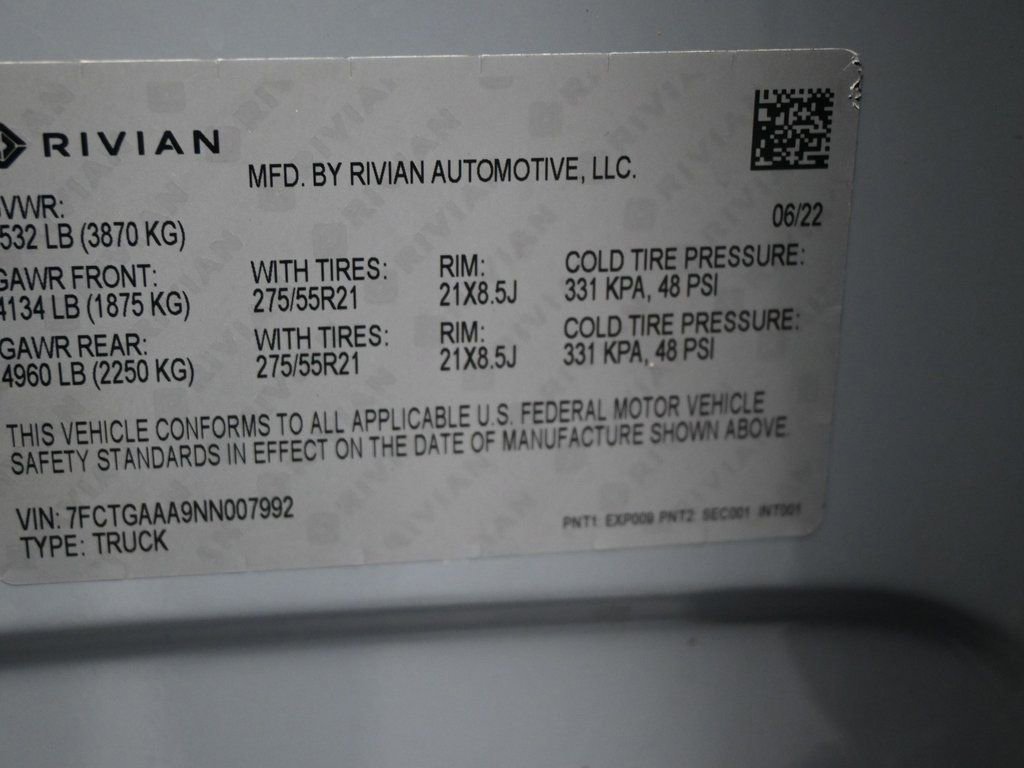 RIVIAN
MFD. BY RIVIAN AUTOMOTIVE, LLC.
06/22
VWR:
532 LB (3870 KG)
GAWR FRONT: WITH TIRES: RIM: COLD TIRE PRESSURE:
4134 LB (1875 KG) 275/55R21 21X8.5J 331 KPA, 48 PSI
GAWR REAR: WITH TIRES: RIM: COLD TIRE PRESSURE:
4960 LB (2250 KG) 275/55R21 21X8.5J 331 KPA, 48 PSI
THIS VEHICLE CONFORMS TO ALL APPLICABLE U.S. FEDERAL MOTOR VEHICLE
SAFETY STANDARDS IN EFFECT ON THE DATE OF MANUFACTURE SHOWN ABOVE.
VIN: 7FCTGAAA9NN007992
TYPE: TRUCK
PNT1: EXP009 PNT2: SEC001 INT001